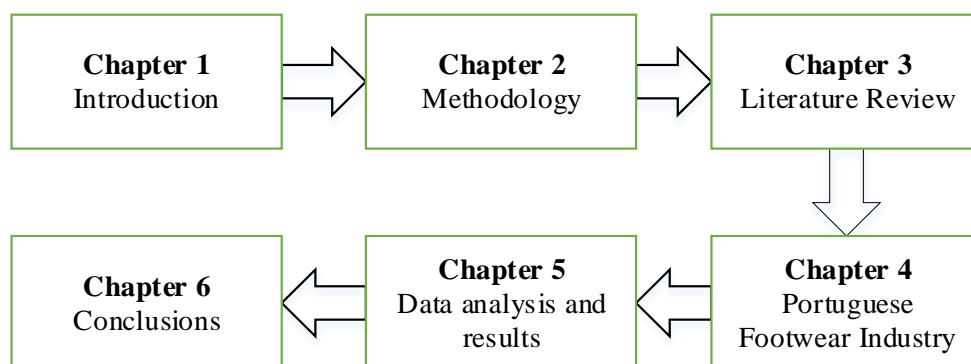 Chapter 1
Introduction
Chapter 2
Methodology
Chapter 3
Literature Review
Chapter 4
Portuguese
Footwear Industry
Chapter 5
Data analysis and
results
Chapter 6
Conclusions